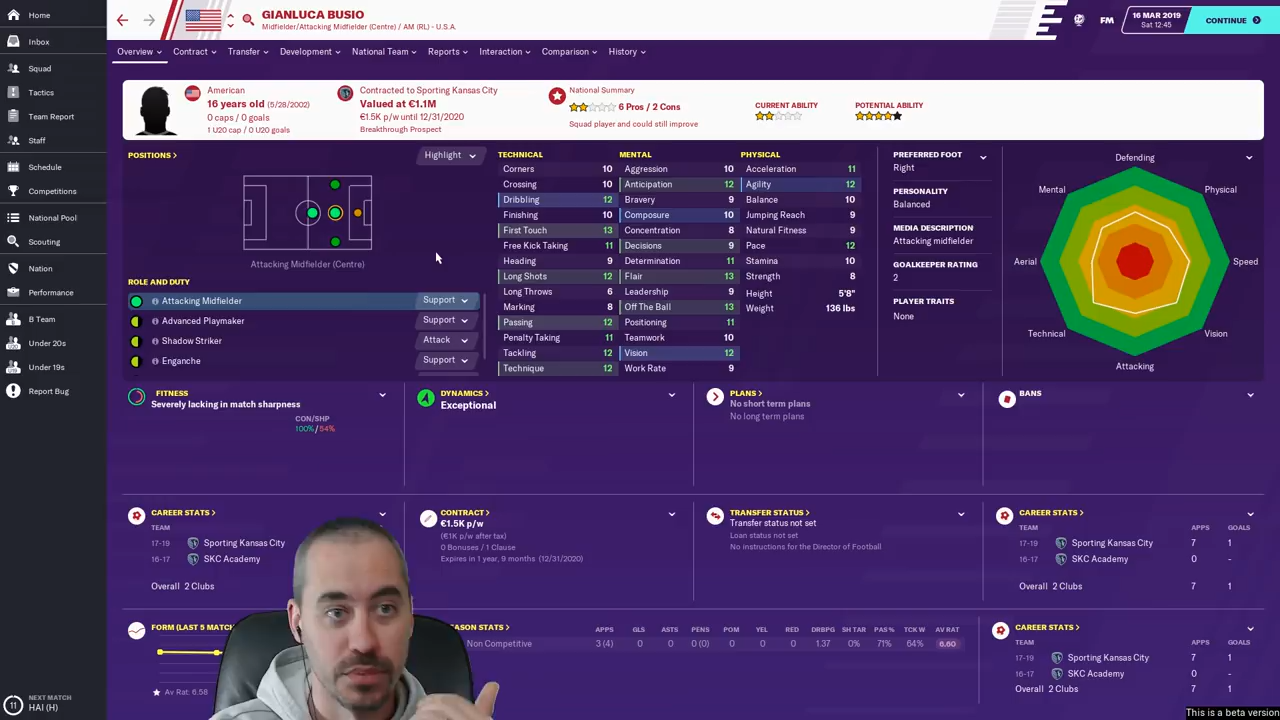 Home
Inbox
Squad
Tactics
Team Report
Staff
Schedule
Competitions
National Pool
Scouting
Nation
Performance
B Team
Under 20s
Under 19s
Report Bug
NEXT MATCH
11 HAI (H)
GIANLUCA BUSIO
Midfielder/Attacking Midfielder (Centre) / AM (RL) - U.S.A.
FM
16 MAR 2019
Sat 12:45
CONTINUE
Overview
Contract
Transfer
Development
National Team
Reports
Interaction
Comparison
History
American
16 years old (5/28/2002)
0 caps / 0 goals
1 U20 cap / 0 U20 goals
Contracted to Sporting Kansas City
Valued at €1.1M
€1.5K p/w until 12/31/2020
Breakthrough Prospect
National Summary
6 Pros / 2 Cons
Squad player and could still improve
CURRENT ABILITY
POTENTIAL ABILITY
POSITIONS >
Highlight
Attacking Midfielder (Centre)
ROLE AND DUTY
Attacking Midfielder Support
Advanced Playmaker Support
Shadow Striker Attack
Enganche Support
TECHNICAL
Corners 10
Crossing 10
Dribbling 12
Finishing 10
First Touch 13
Free Kick Taking 11
Heading 9
Long Shots 12
Long Throws 6
Marking 8
Passing 12
Penalty Taking 11
Tackling 12
Technique 12
MENTAL
Aggression 10
Anticipation 12
Bravery 9
Composure 10
Concentration 8
Decisions 9
Determination 11
Flair 13
Leadership 9
Off The Ball 13
Positioning 11
Teamwork 10
Vision 12
Work Rate 9
PHYSICAL
Acceleration 11
Agility 12
Balance 10
Jumping Reach 9
Natural Fitness 9
Pace 12
Stamina 10
Strength 8
Height 5'8"
Weight 136 lbs
PREFERRED FOOT
Right
PERSONALITY
Balanced
MEDIA DESCRIPTION
Attacking midfielder
GOALKEEPER RATING
2
PLAYER TRAITS
None
Defending
Physical
Speed
Vision
Attacking
Technical
Aerial
Mental
FITNESS
Severely lacking in match sharpness
CON/SHP
100%/54%
DYNAMICS >
Exceptional
PLANS >
No short term plans
No long term plans
BANS
CAREER STATS >
TEAM
17-19 Sporting Kansas City
16-17 SKC Academy
Overall 2 Clubs
CONTRACT >
€1.5K p/w
(€1K p/w after tax)
0 Bonuses / 1 Clause
Expires in 1 year, 9 months (12/31/2020)
TRANSFER STATUS >
Transfer status not set
Loan status not set
No instructions for the Director of Football
CAREER STATS >
TEAM APPS GOALS
17-19 Sporting Kansas City 7 1
16-17 SKC Academy 0 -
Overall 2 Clubs 7 1
FORM (LAST 5 MATCH
Av Rat: 6.58
ASON STATS >
APPS GLS ASTS PENS POM YEL RED DRBPG SH TAR PAS% TCK W AV RAT
Non Competitive 3 (4) 0 0 0 (0) 0 0 0 1.37 0% 71% 64% 6.60
CAREER STATS >
TEAM APPS GOALS
17-19 Sporting Kansas City 7 1
16-17 SKC Academy 0 -
Overall 2 Clubs 7 1
This is a beta version